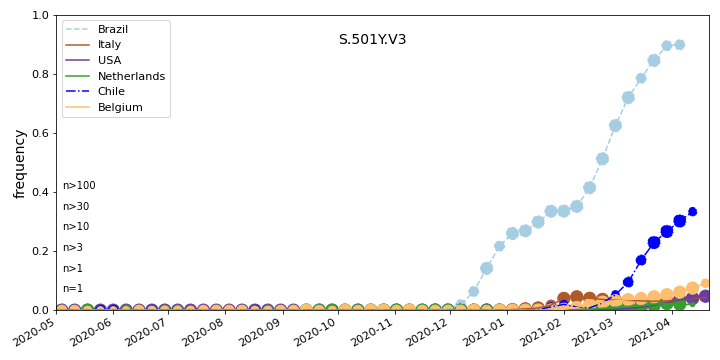 S.501Y.V3
Brazil
Italy
USA
Netherlands
Chile
Belgium
n>100
n>30
n>10
n>3
n>1
n=1
frequency
1.0
0.8
0.6
0.4
0.2
0.0
2020-05
2020-06
2020-07
2020-08
2020-09
2020-10
2020-11
2020-12
2021-01
2021-02
2021-03
2021-04